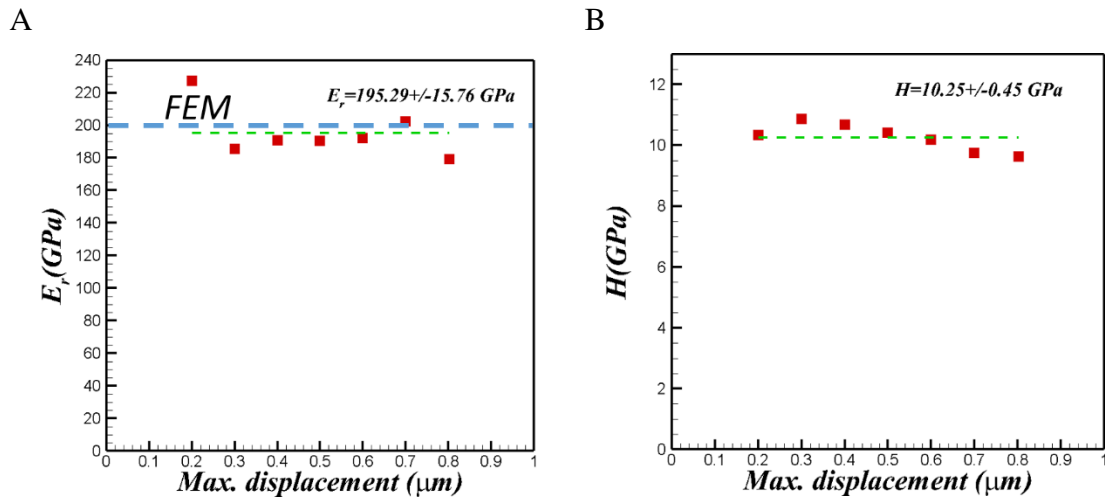 A
B
240
220
200
180
160
140
120
100
80
60
40
20
0
E_r(GPa)
FEM
E_r=195.29+/-15.76 GPa
0 0.1 0.2 0.3 0.4 0.5 0.6 0.7 0.8 0.9 1
Max. displacement (μm)
12
10
8
6
4
2
0
H(GPa)
H=10.25+/-0.45 GPa
0 0.1 0.2 0.3 0.4 0.5 0.6 0.7 0.8 0.9 1
Max. displacement (μm)